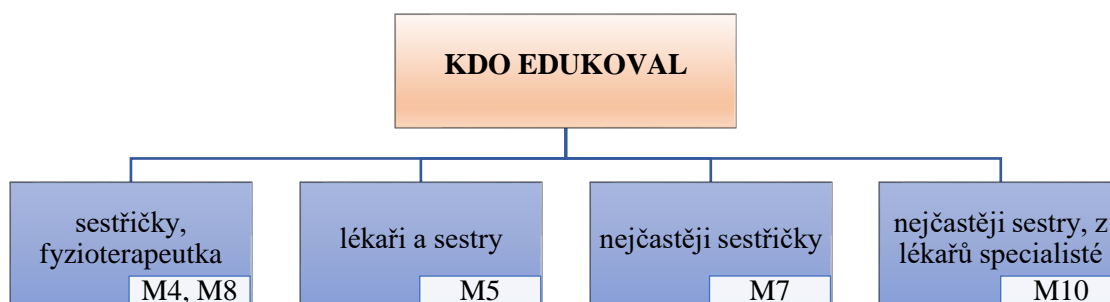 KDO EDUKOVAL
sestřičky,
fyzioterapeutka
M4, M8
lékaři a sestry
M5
nejčastěji sestřičky
M7
nejčastěji sestry, z
lékařů specialisté
M10